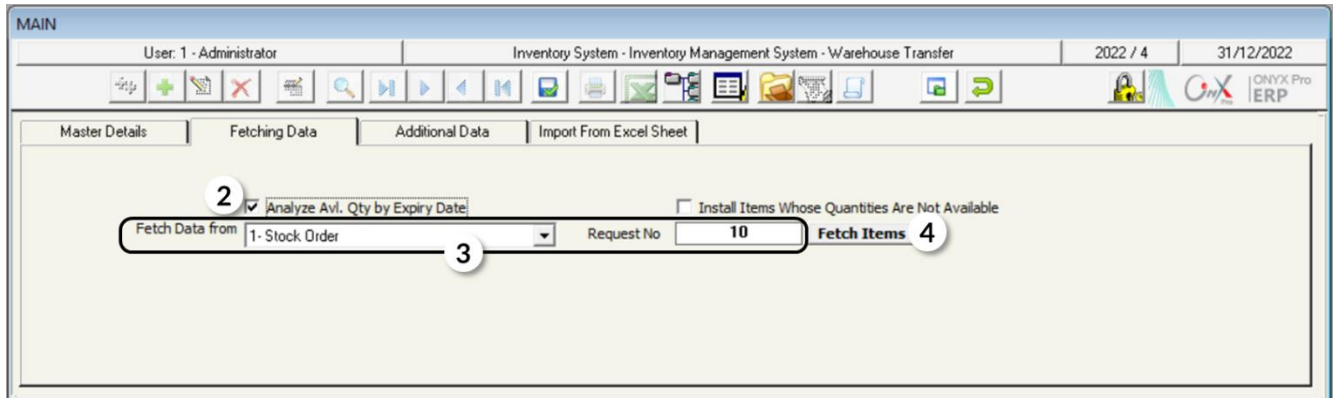 MAIN
User: 1 - Administrator Inventory System - Inventory Management System - Warehouse Transfer 2022 / 4 31/12/2022
OnX Pro ONYX Pro ERP
Master Details Fetching Data Additional Data Import From Excel Sheet
2 Analyze Avl. Qty by Expiry Date Install Items Whose Quantities Are Not Available
Fetch Data from 1- Stock Order Request No 10 Fetch Items 4
3